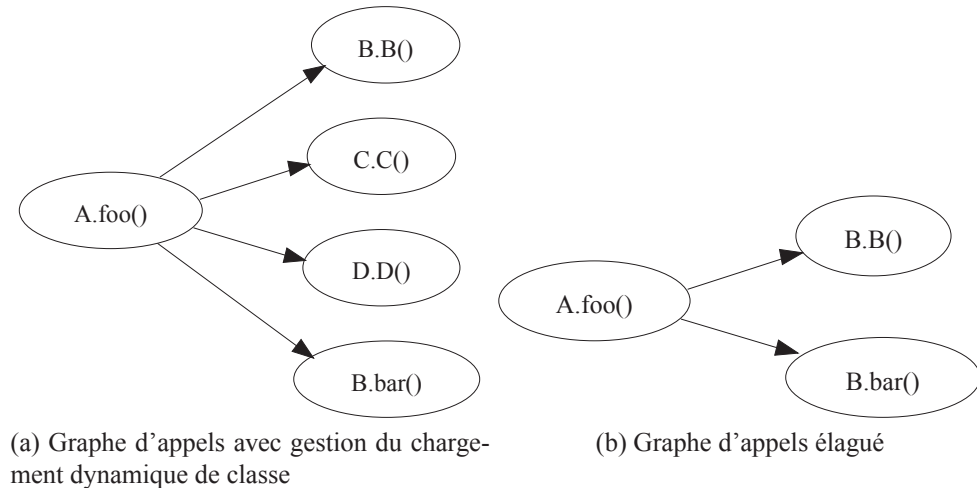 B.B()
C.C()
A.foo()
D.D()
B.bar()
(a) Graphe d'appels avec gestion du charge-
ment dynamique de classe
B.B()
A.foo()
B.bar()
(b) Graphe d'appels élagué